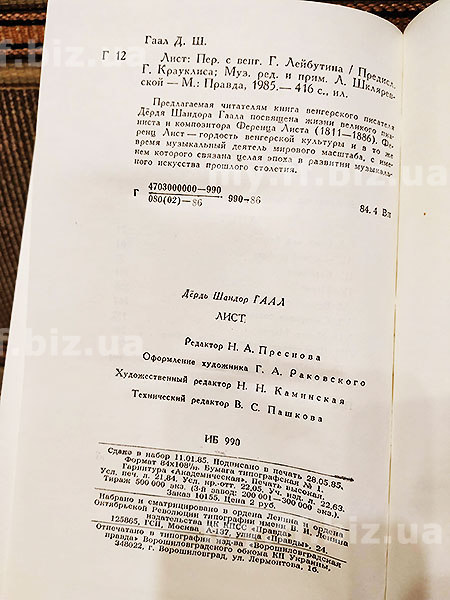 Гаал Д. Ш.
Г 12 Лист: Пер. с венг. Г. Лейбутина / Предисл.
Г. Крауклиса; Муз. ред. и прим. Л. Шкляревской
— М.: Правда, 1985.— 416 с., ил.
Предлагаемая читателям книга венгерского писателя
Дёрдя Шандора Гаала посвящена жизни великого пианиста
и композитора Ференца Листа (1811—1886). Ференц
Лист — гордость венгерской культуры и в то же
время музыкальный деятель мирового масштаба, с именем
которого связана целая эпоха в развитии музыкального
искусства прошлого столетия.
Г 4703000000—990
080(02)—86 990—86 84.4 Вл
Дёрдь Шандор ГААЛ
ЛИСТ.
Редактор Н. А. Преснова
Оформление художника Г. А. Раковского
Художественный редактор Н. Н. Каминская
Технический редактор В. С. Пашкова
ИБ 990
Сдано в набор 11.01.85. Подписано в печать 28.05.85.
Формат 84х108¹/₃₂. Бумага типографская № 1.
Гарнитура «Академическая». Печать высокая.
Усл. печ. л. 21,84. Усл. кр.-отт. 22,05. Уч. изд. л. 22,63.
Тираж 500 000 экз. (3-й завод: 200 001—300 000 экз.).
Заказ 10155. Цена 2 руб.
Набрано и сматрицировано в ордена Ленина и ордена
Октябрьской Революции типографии имени В. И. Ленина
издательства ЦК КПСС «Правда».
125865, ГСП, Москва, А-137, улица «Правды», 24.
Отпечатано в типографии изд-ва «Ворошиловградская
правда» Ворошиловградского обкома КП Украины.
348022, г. Ворошиловград, ул. Лермонтова, 1б.
f.biz.ua